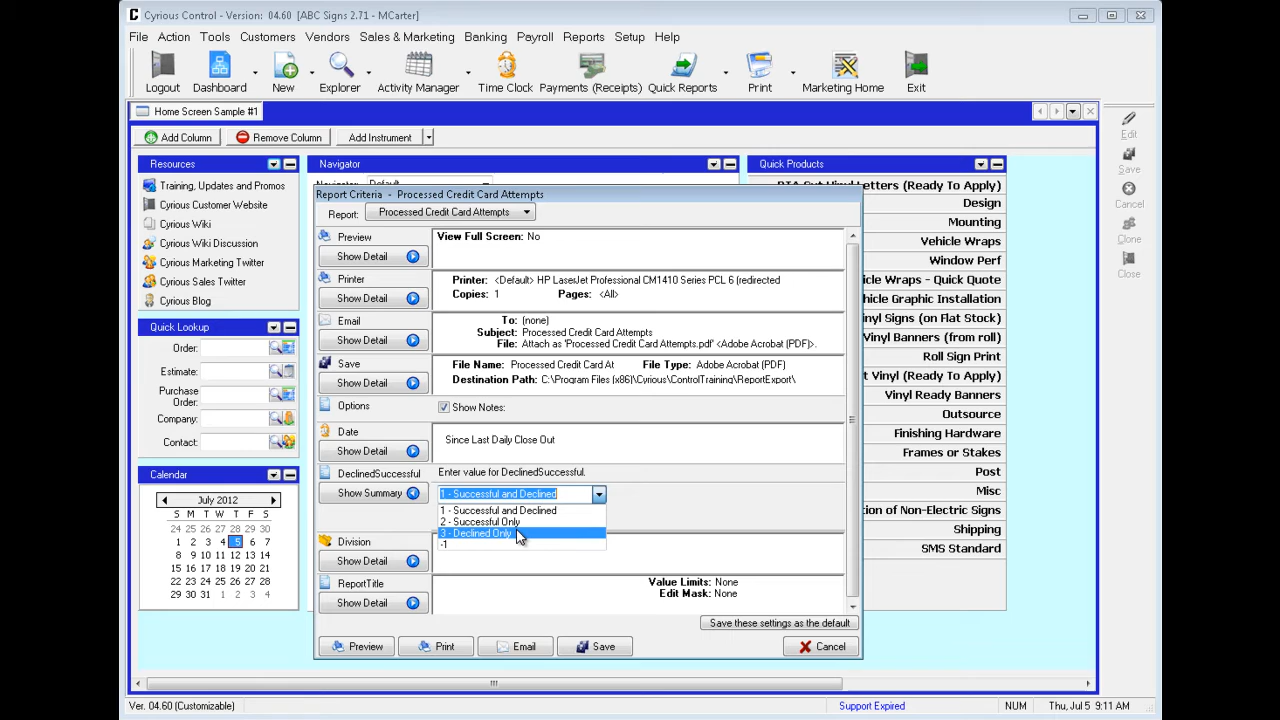 Cyrious Control - Version: 04.60 [ABC Signs 2.71 - MCarter]
File Action Tools Customers Vendors Sales & Marketing Banking Payroll Reports Setup Help
Logout Dashboard New Explorer Activity Manager Time Clock Payments (Receipts) Quick Reports Print Marketing Home Exit
Home Screen Sample #1
Add Column Remove Column Add Instrument
Resources
Training, Updates and Promos
Cyrious Customer Website
Cyrious Wiki
Cyrious Wiki Discussion
Cyrious Marketing Twitter
Cyrious Sales Twitter
Cyrious Blog
Quick Lookup
Order:
Estimate:
Purchase
Order:
Company:
Contact:
Calendar
July 2012
S M T W T F S
24 25 26 27 28 29 30
1 2 3 4 5 6 7
8 9 10 11 12 13 14
15 16 17 18 19 20 21
22 23 24 25 26 27 28
29 30 31 1 2 3 4
Navigator
Navigator: Default
Report Criteria - Processed Credit Card Attempts
Report: Processed Credit Card Attempts
Preview
Show Detail
View Full Screen: No
Printer
Show Detail
Printer: <Default> HP LaserJet Professional CM1410 Series PCL 6 (redirected
Copies: 1 Pages: <All>
Email
Show Detail
To: (none)
Subject: Processed Credit Card Attempts
File: Attach as 'Processed Credit Card Attempts.pdf' <Adobe Acrobat (PDF)>.
Save
Show Detail
File Name: Processed Credit Card At File Type: Adobe Acrobat (PDF)
Destination Path: C:\Program Files (x86)\Cyrious\ControlTraining\ReportExport\
Options
Show Notes:
Date
Show Detail
Since Last Daily Close Out
DeclinedSuccessful
Show Summary
Enter value for DeclinedSuccessful.
1 - Successful and Declined
1 - Successful and Declined
2 - Successful Only
3 - Declined Only
-1
Division
Show Detail
ReportTitle
Show Detail
Value Limits: None
Edit Mask: None
Save these settings as the default
Preview Print Email Save Cancel
Quick Products
RTA Cut Vinyl Letters (Ready To Apply)
Design
Mounting
Vehicle Wraps
Window Perf
hicle Wraps - Quick Quote
hicle Graphic Installation
inyl Signs (on Flat Stock)
inyl Banners (from roll)
Roll Sign Print
t Vinyl (Ready To Apply)
Vinyl Ready Banners
Outsource
Finishing Hardware
Frames or Stakes
Post
Misc
on of Non-Electric Signs
Shipping
SMS Standard
Edit
Save
Cancel
Clone
Close
Ver. 04.60 (Customizable) Support Expired NUM Thu, Jul 5 9:11 AM